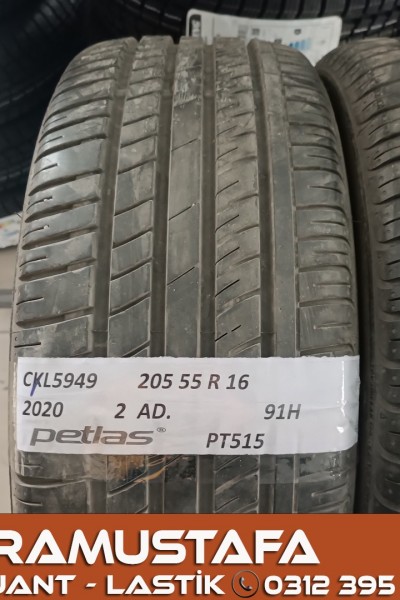 CKL5949 205 55 R 16
2020 2 AD. 91H
petlas® PT515
RAMUSTAFA
JANT - LASTİK 0312 395